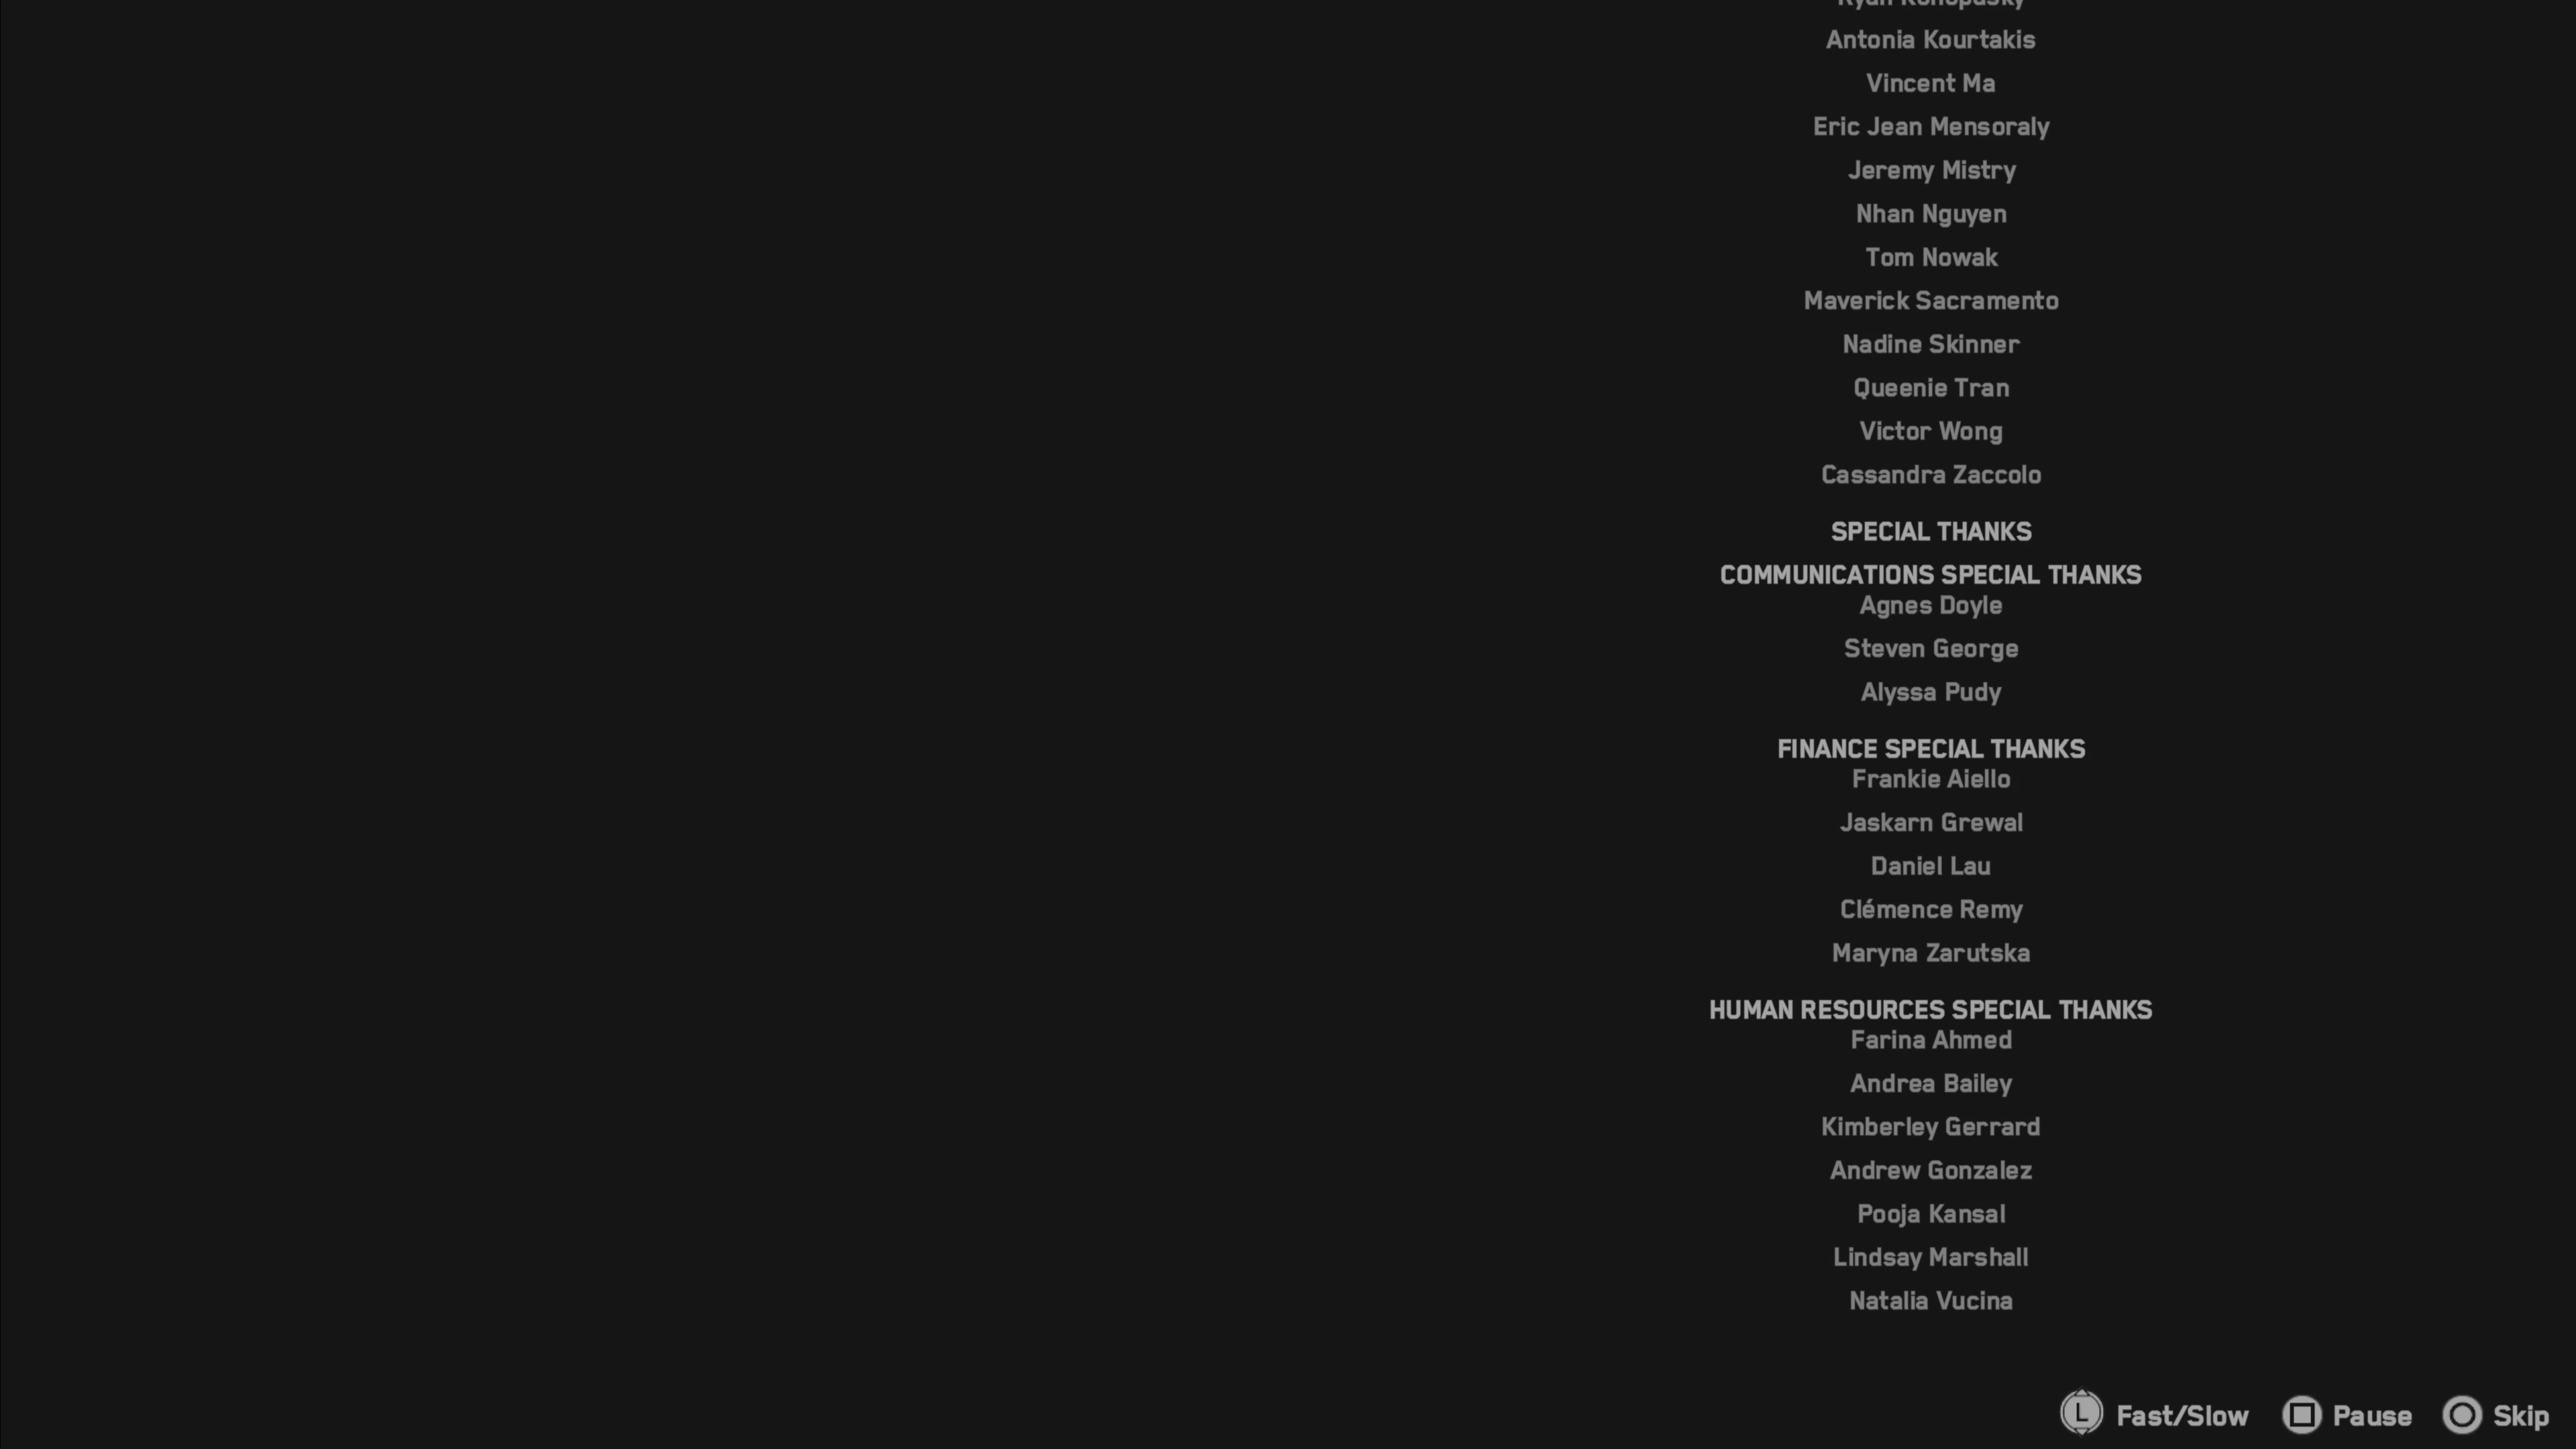 Antonia Kourtakis
Vincent Ma
Eric Jean Mensoraly
Jeremy Mistry
Nhan Nguyen
Tom Nowak
Maverick Sacramento
Nadine Skinner
Queenie Tran
Victor Wong
Cassandra Zaccolo
SPECIAL THANKS
COMMUNICATIONS SPECIAL THANKS
Agnes Doyle
Steven George
Alyssa Pudy
FINANCE SPECIAL THANKS
Frankie Aiello
Jaskarn Grewal
Daniel Lau
Clémence Remy
Maryna Zarutska
HUMAN RESOURCES SPECIAL THANKS
Farina Ahmed
Andrea Bailey
Kimberley Gerrard
Andrew Gonzalez
Pooja Kansal
Lindsay Marshall
Natalia Vucina
L Fast/Slow Pause Skip